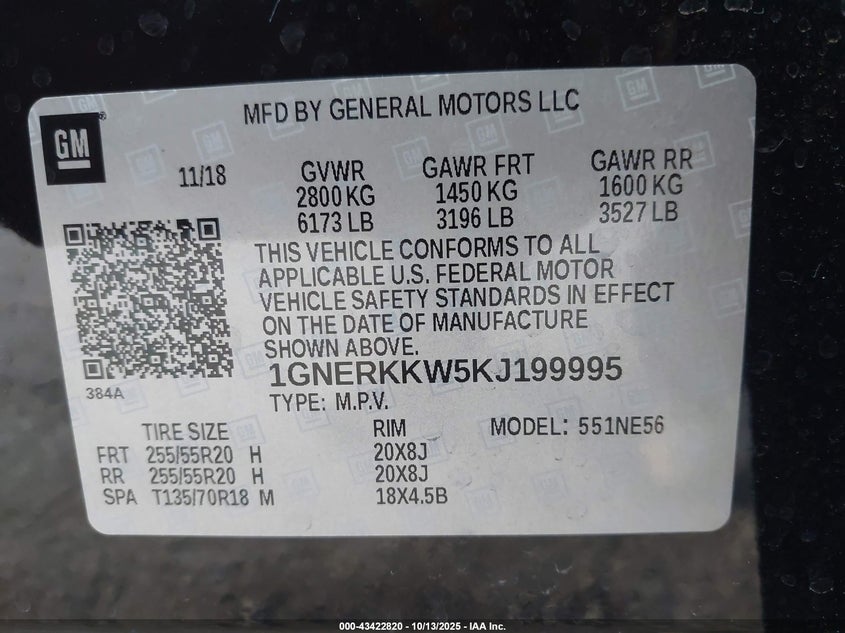 MFD BY GENERAL MOTORS LLC
GM®
11/18
GVWR GAWR FRT GAWR RR
2800 KG 1450 KG 1600 KG
6173 LB 3196 LB 3527 LB
THIS VEHICLE CONFORMS TO ALL
APPLICABLE U.S. FEDERAL MOTOR
VEHICLE SAFETY STANDARDS IN EFFECT
ON THE DATE OF MANUFACTURE
SHOWN ABOVE.
1GNERKKW5KJ199995
384A
TYPE: M.P.V.
TIRE SIZE RIM MODEL: 551NE56
FRT 255/55R20 H 20X8J
RR 255/55R20 H 20X8J
SPA T135/70R18 M 18X4.5B
000-43422820 - 10/13/2025 - IAA Inc.